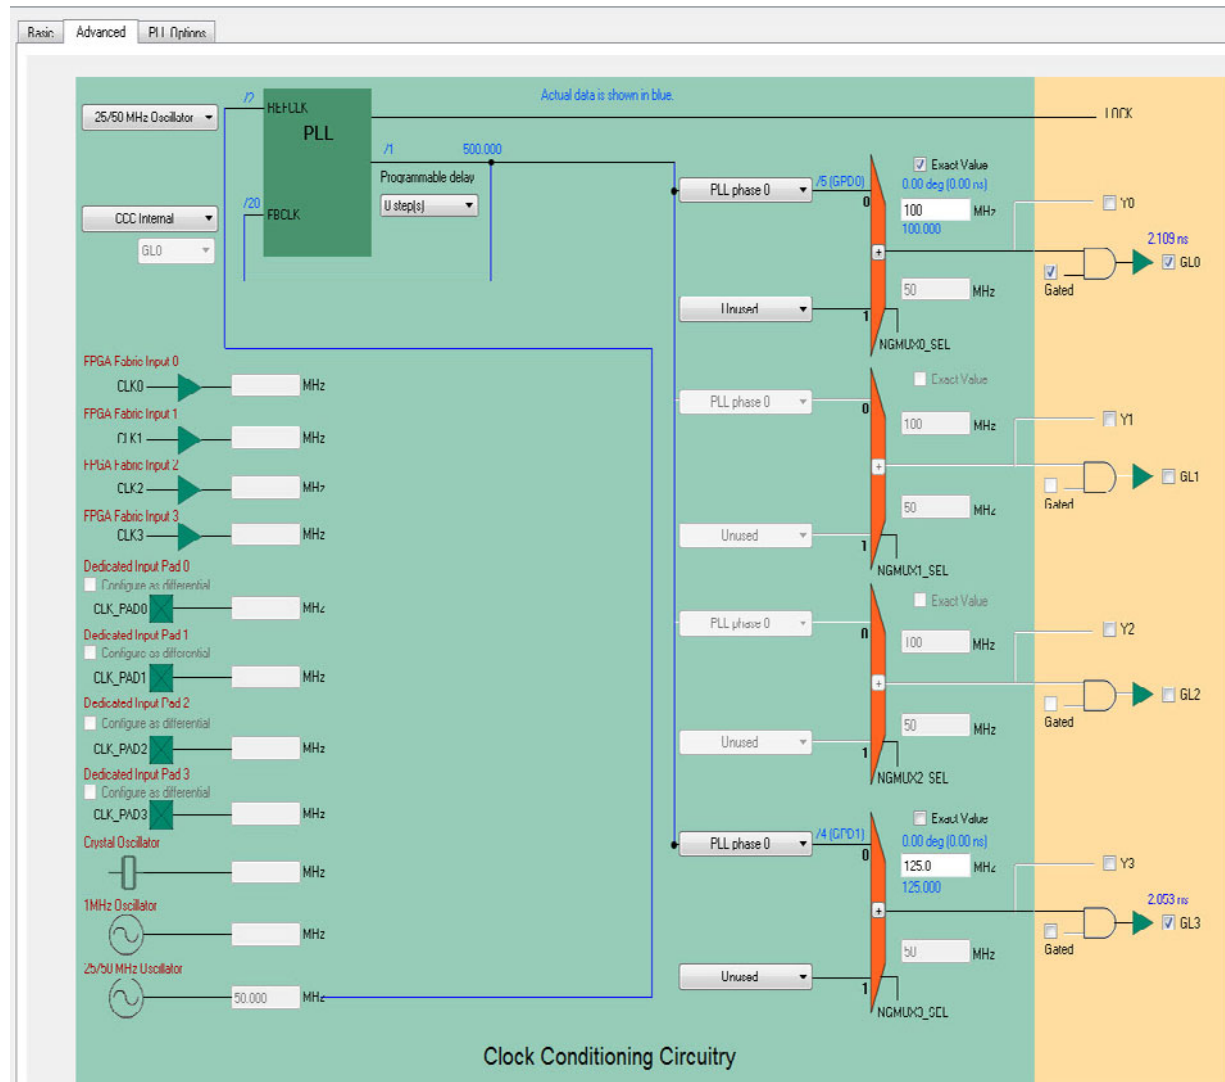 Basic Advanced PLL Options
Actual data is shown in blue.
25/50 MHz Oscillator
/2 REFCLK
PLL
LOCK
/1 500.000
Programmable delay
0 step(s)
/20 FBCLK
CCC Internal
GL0
PLL phase 0 /5 (GPD0)
0
Exact Value
0.00 deg (0.00 ns)
100 MHz
100.000
Y0
2.109 ns
GL0
Gated
50 MHz
Unused
1
NGMUX0_SEL
FPGA Fabric Input 0
CLK0 MHz
FPGA Fabric Input 1
CLK1 MHz
FPGA Fabric Input 2
CLK2 MHz
FPGA Fabric Input 3
CLK3 MHz
Exact Value
PLL phase 0
0
100 MHz
Y1
GL1
Gated
50 MHz
Unused
1
NGMUX1_SEL
Dedicated Input Pad 0
Configure as differential
CLK_PAD0 MHz
Dedicated Input Pad 1
Configure as differential
CLK_PAD1 MHz
Dedicated Input Pad 2
Configure as differential
CLK_PAD2 MHz
Dedicated Input Pad 3
Configure as differential
CLK_PAD3 MHz
Exact Value
PLL phase 0
0
100 MHz
Y2
GL2
Gated
50 MHz
Unused
1
NGMUX2_SEL
Crystal Oscillator
MHz
1MHz Oscillator
MHz
25/50 MHz Oscillator
50.000 MHz
Exact Value
PLL phase 0 /4 (GPD1)
0
0.00 deg (0.00 ns)
125.0 MHz
125.000
Y3
2.053 ns
GL3
Gated
50 MHz
Unused
1
NGMUX3_SEL
Clock Conditioning Circuitry